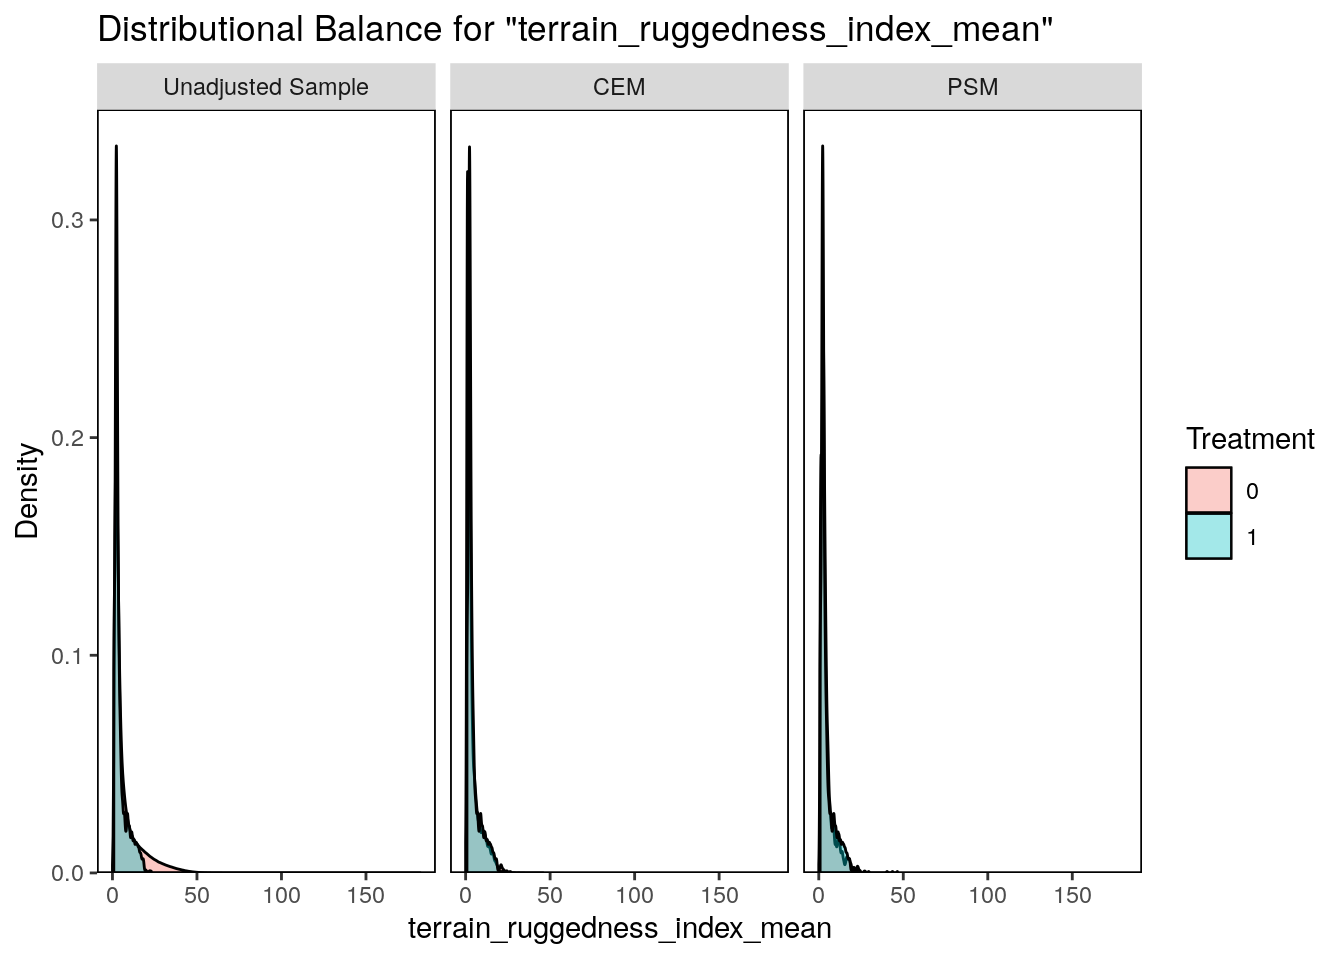 Distributional Balance for "terrain_ruggedness_index_mean"
Unadjusted Sample
CEM
PSM
Density
0.3
0.2
0.1
0.0
0 50 100 150
0 50 100 150
0 50 100 150
terrain_ruggedness_index_mean
Treatment
0
1